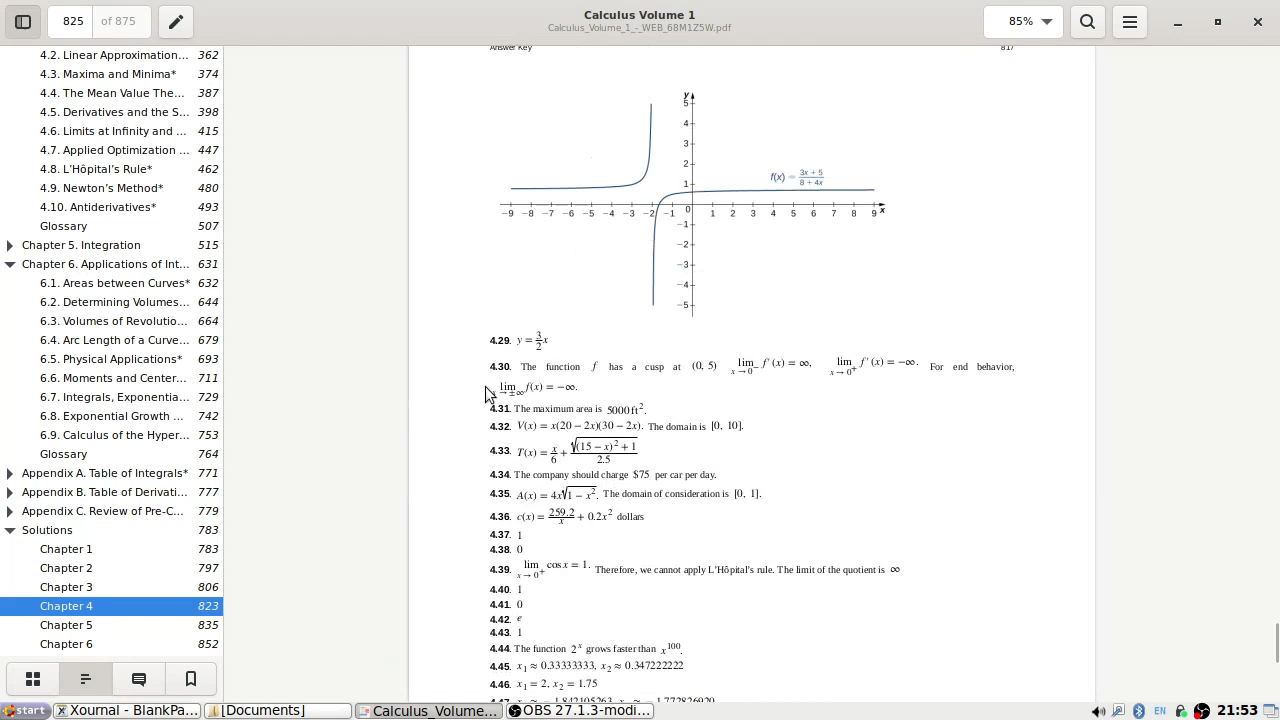 825 of 875
Calculus Volume 1
Calculus_Volume_1_-_WEB_68M1Z5W.pdf
85%
4.2. Linear Approximation... 362
4.3. Maxima and Minima* 374
4.4. The Mean Value The... 387
4.5. Derivatives and the S... 398
4.6. Limits at Infinity and ... 415
4.7. Applied Optimization ... 447
4.8. L'Hôpital's Rule* 462
4.9. Newton's Method* 480
4.10. Antiderivatives* 493
Glossary 507
Chapter 5. Integration 515
Chapter 6. Applications of Int... 631
6.1. Areas between Curves* 632
6.2. Determining Volumes... 644
6.3. Volumes of Revolutio... 664
6.4. Arc Length of a Curve... 679
6.5. Physical Applications* 693
6.6. Moments and Center... 711
6.7. Integrals, Exponentia... 728
6.8. Exponential Growth ... 742
6.9. Calculus of the Hyper... 753
Glossary 764
Appendix A. Table of Integrals* 771
Appendix B. Table of Derivati... 777
Appendix C. Review of Pre-C... 779
Solutions 783
Chapter 1 783
Chapter 2 797
Chapter 3 806
Chapter 4 823
Chapter 5 835
Chapter 6 852
Answer Key 817
y
5
4
3
2
1
0
−1
−2
−3
−4
−5
−9 −8 −7 −6 −5 −4 −3 −2 −1 1 2 3 4 5 6 7 8 9 x
f(x) = (3x + 5)/(8 + 4x)
4.29. y = 3/2 x
4.30. The function f has a cusp at (0, 5) lim x → 0⁻ f′(x) = ∞, lim x → 0⁺ f′(x) = −∞. For end behavior,
lim x → ±∞ f(x) = −∞.
4.31. The maximum area is 5000 ft².
4.32. V(x) = x(20 − 2x)(30 − 2x). The domain is [0, 10].
4.33. T(x) = x/6 + √((15 − x)² + 1)/2.5
4.34. The company should charge $75 per car per day.
4.35. A(x) = 4x√(1 − x²). The domain of consideration is [0, 1].
4.36. c(x) = 259.2/x + 0.2x² dollars
4.37. 1
4.38. 0
4.39. lim x → 0⁺ cos x = 1. Therefore, we cannot apply L'Hôpital's rule. The limit of the quotient is ∞
4.40. 1
4.41. 0
4.42. e
4.43. 1
4.44. The function 2ˣ grows faster than x¹⁰⁰.
4.45. x₁ ≈ 0.33333333, x₂ ≈ 0.347222222
4.46. x₁ = 2, x₂ = 1.75
start Xournal - BlankPa... [Documents] Calculus_Volume... OBS 27.1.3-modi... EN 21:53